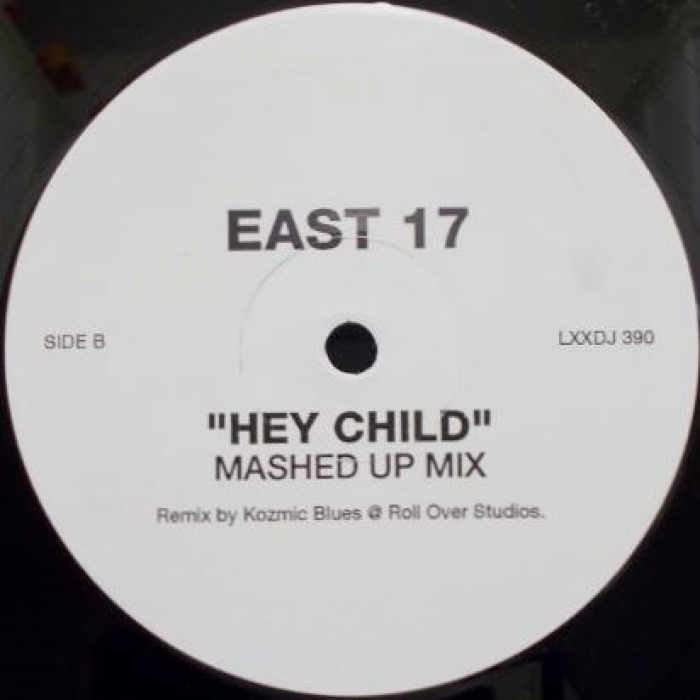 EAST 17
SIDE B
LXXDJ 390
"HEY CHILD"
MASHED UP MIX
Remix by Kozmic Blues @ Roll Over Studios.